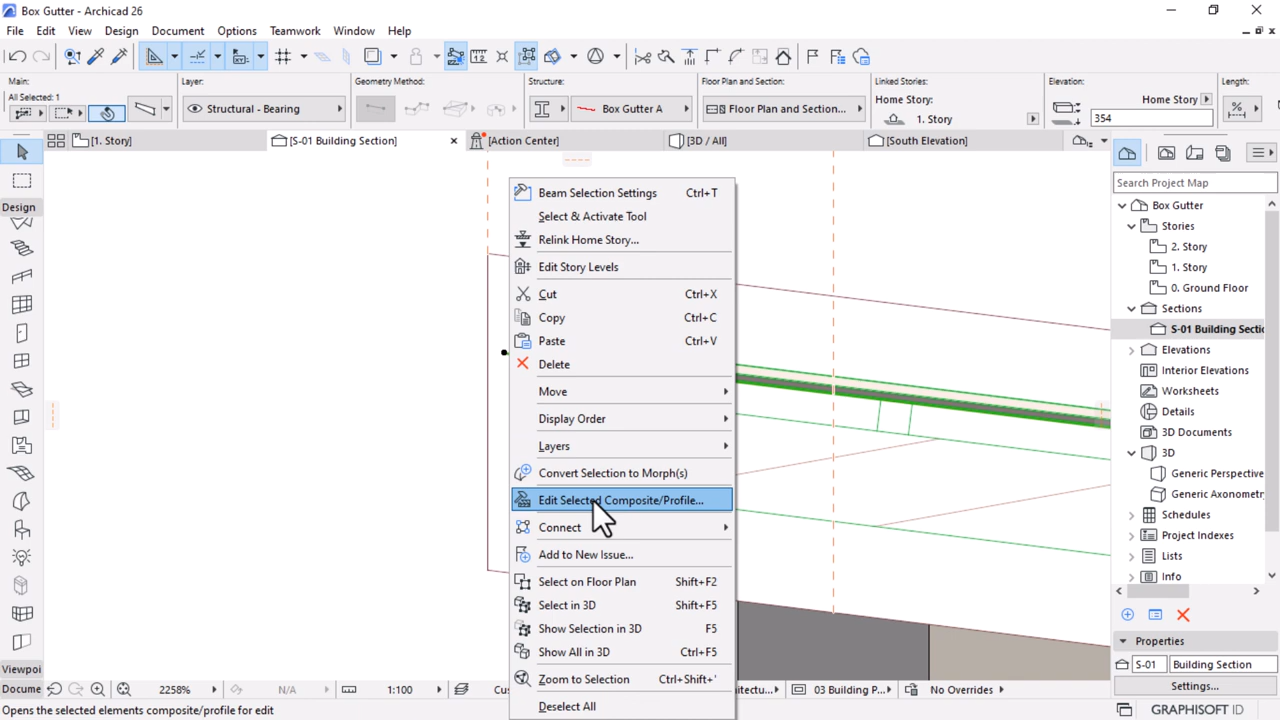 Box Gutter - Archicad 26
File Edit View Design Document Options Teamwork Window Help
Main:
All Selected: 1
Layer:
Structural - Bearing
Geometry Method:
Structure:
Box Gutter A
Floor Plan and Section:
Floor Plan and Section...
Linked Stories:
Home Story:
1. Story
Elevation:
Home Story
354
Length:
[1. Story]
[S-01 Building Section]
[Action Center]
[3D / All]
[South Elevation]
Design
Viewpoi
Docume
Beam Selection Settings Ctrl+T
Select & Activate Tool
Relink Home Story...
Edit Story Levels
Cut Ctrl+X
Copy Ctrl+C
Paste Ctrl+V
Delete
Move
Display Order
Layers
Convert Selection to Morph(s)
Edit Selected Composite/Profile...
Connect
Add to New Issue...
Select on Floor Plan Shift+F2
Select in 3D Shift+F5
Show Selection in 3D F5
Show All in 3D Ctrl+F5
Zoom to Selection Ctrl+Shift+'
Deselect All
Search Project Map
Box Gutter
Stories
2. Story
1. Story
0. Ground Floor
Sections
S-01 Building Sectio
Elevations
Interior Elevations
Worksheets
Details
3D Documents
3D
Generic Perspective
Generic Axonometr
Schedules
Project Indexes
Lists
Info
Properties
S-01 Building Section
Settings...
2258% N/A 1:100 Cus
itectu... 03 Building P... No Overrides
Opens the selected elements composite/profile for edit
GRAPHISOFT ID